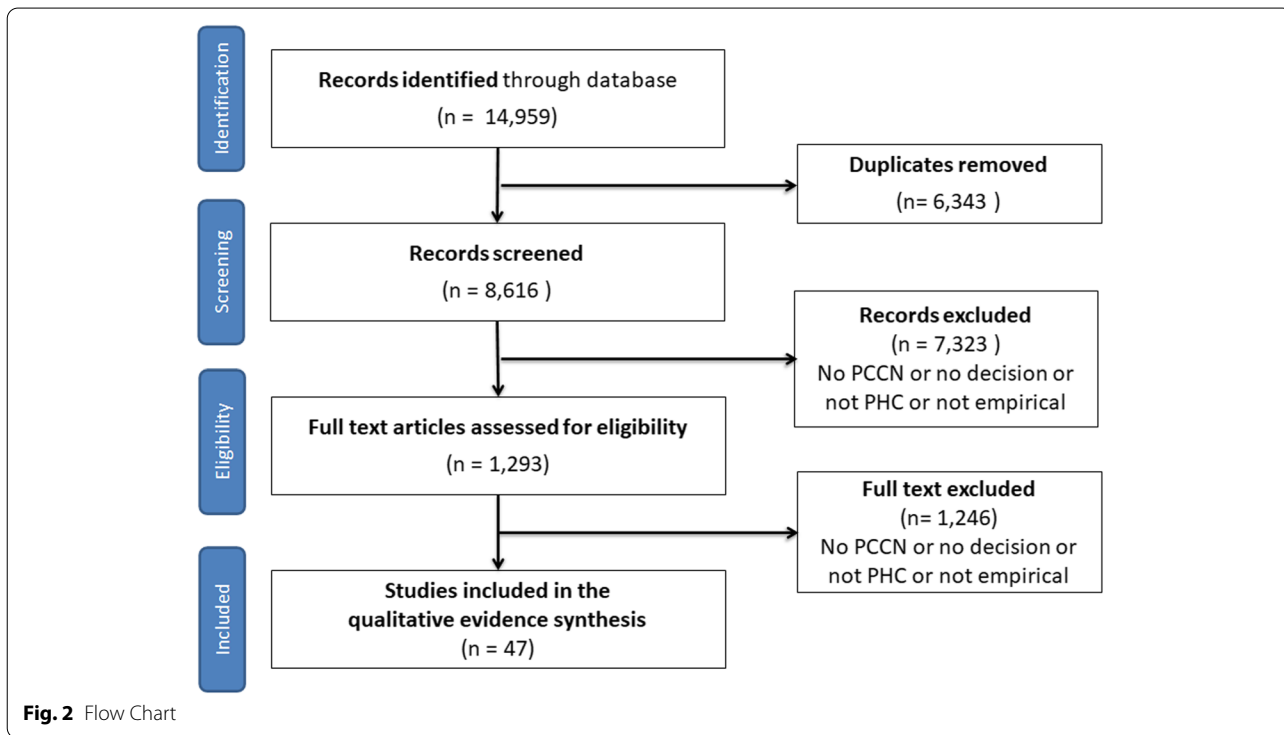 Identification
Records identified through database
(n = 14,959)
Duplicates removed
(n= 6,343 )
Screening
Records screened
(n = 8,616 )
Records excluded
(n = 7,323 )
No PCCN or no decision or
not PHC or not empirical
Eligibility
Full text articles assessed for eligibility
(n = 1,293)
Full text excluded
(n= 1,246)
No PCCN or no decision or
not PHC or not empirical
Included
Studies included in the
qualitative evidence synthesis
(n = 47)
Fig. 2 Flow Chart